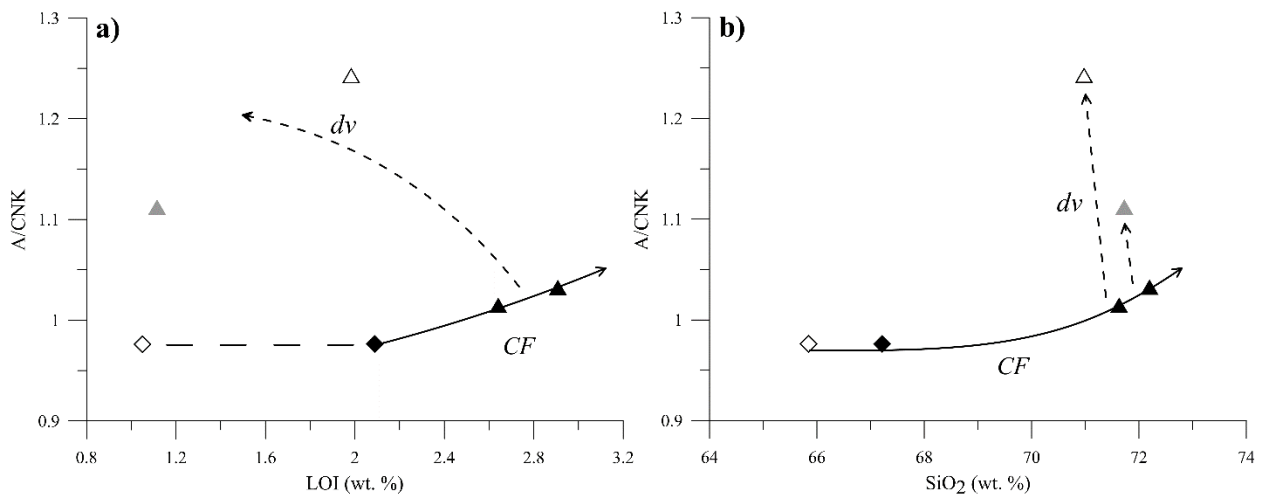 a)
1.3
1.2
1.1
1
0.9
A/CNK
dv
CF
0.8
1.2
1.6
2
2.4
2.8
3.2
LOI (wt. %)
b)
1.3
1.2
1.1
1
0.9
A/CNK
dv
CF
64
66
68
70
72
74
SiO2 (wt. %)